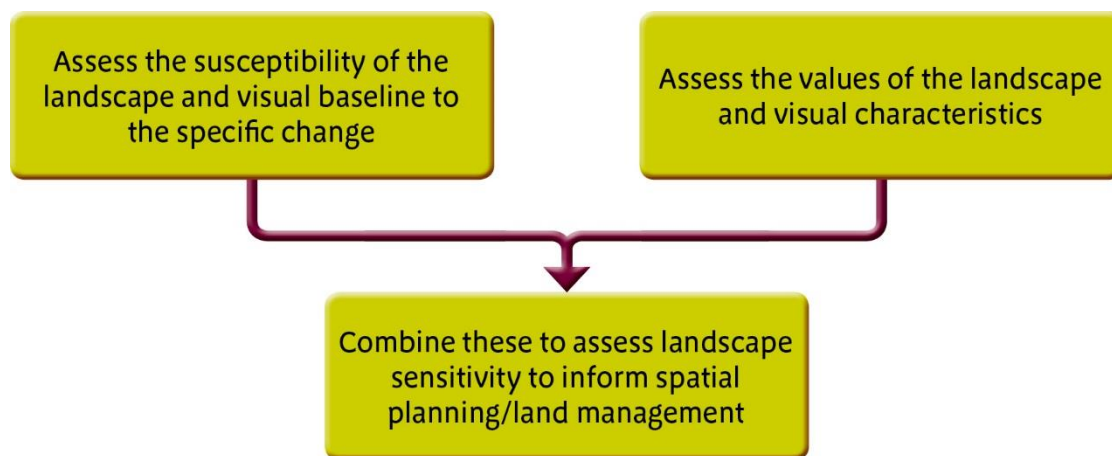 Assess the susceptibility of the
landscape and visual baseline to
the specific change
Assess the values of the landscape
and visual characteristics
Combine these to assess landscape
sensitivity to inform spatial
planning/land management